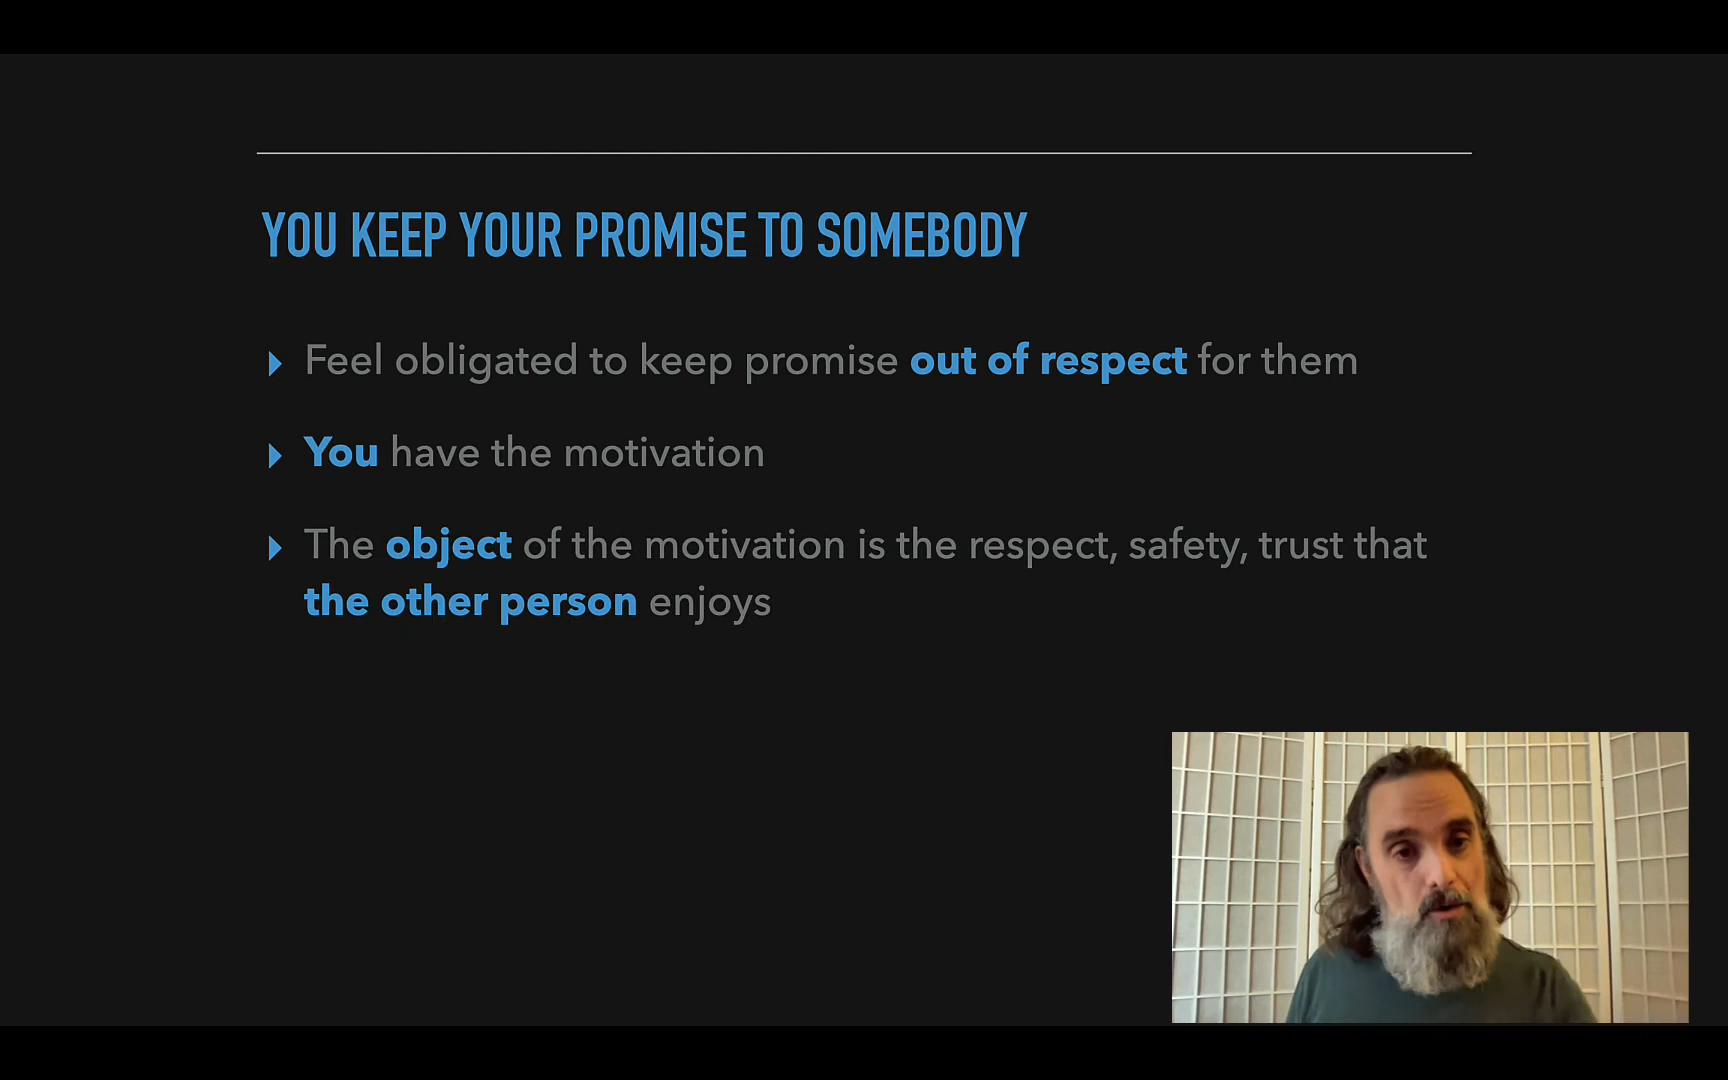 YOU KEEP YOUR PROMISE TO SOMEBODY
Feel obligated to keep promise out of respect for them
You have the motivation
The object of the motivation is the respect, safety, trust that
the other person enjoys